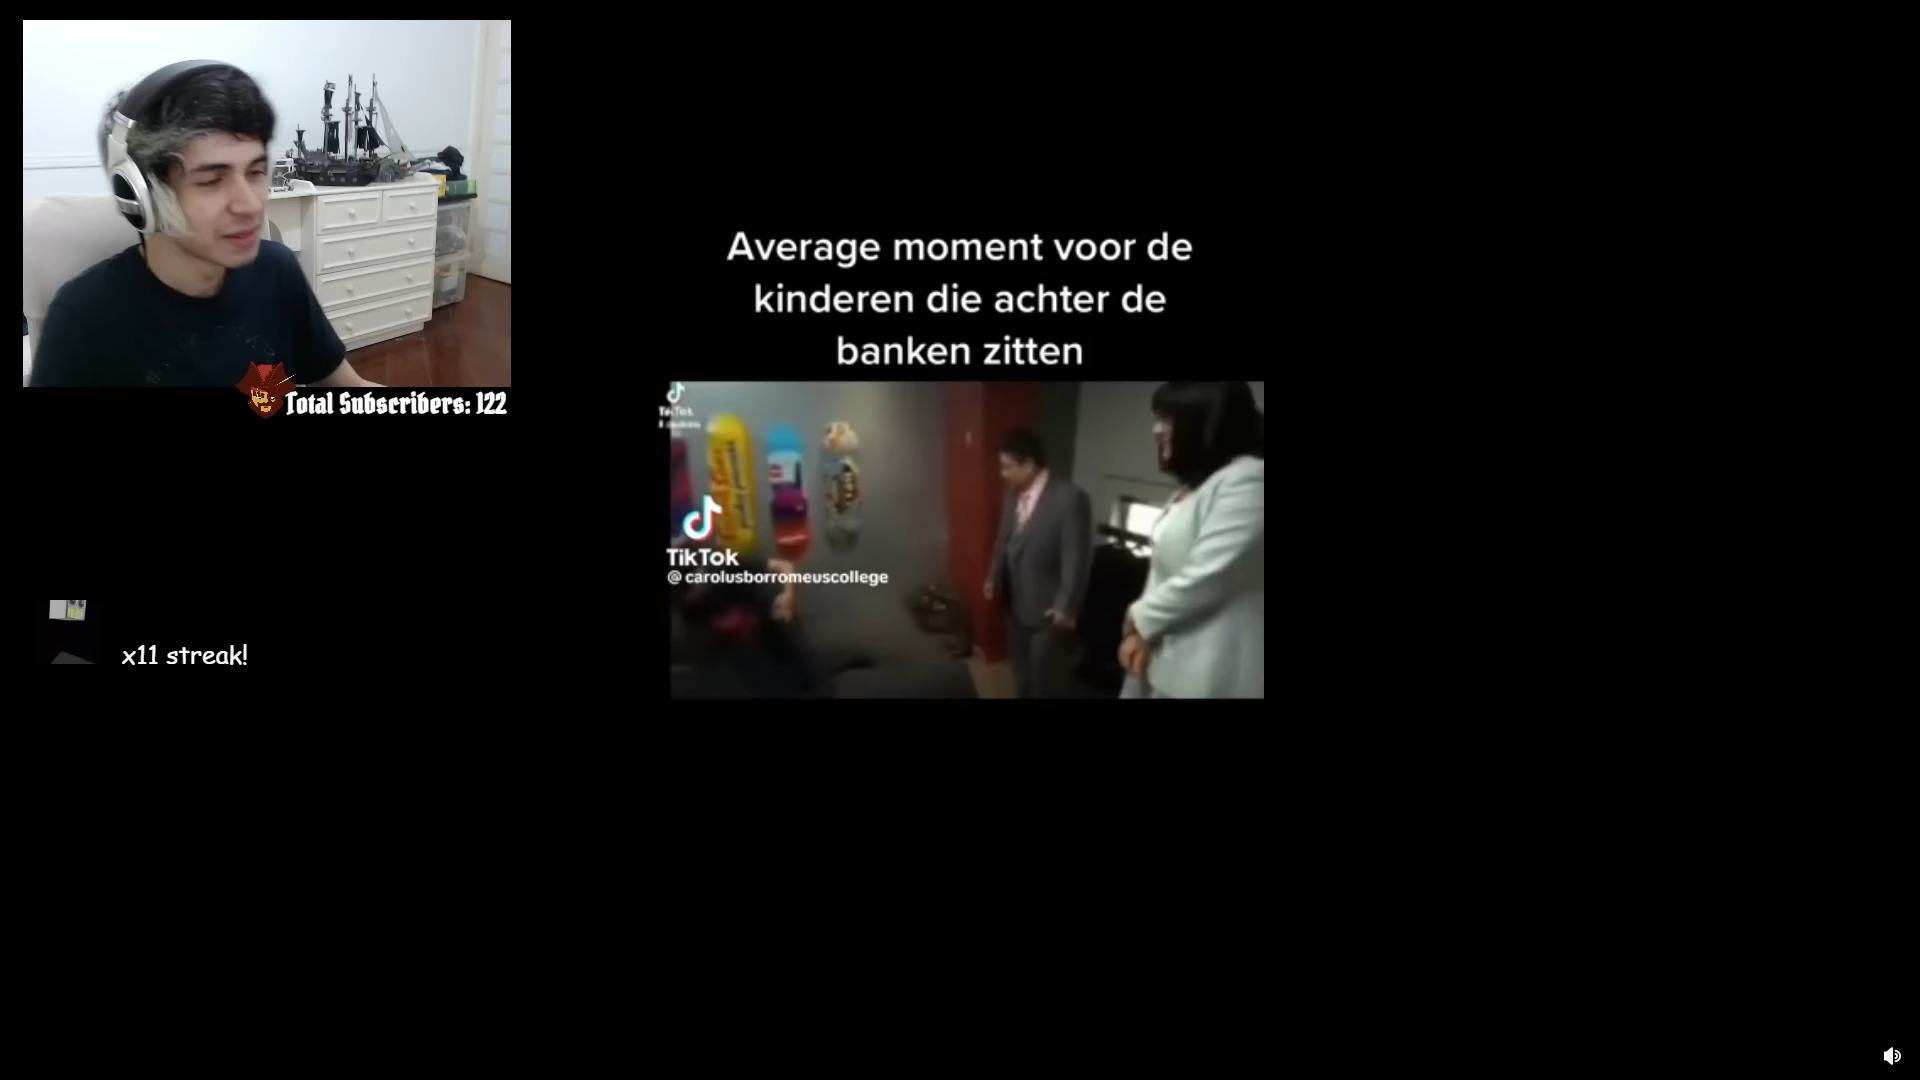 Average moment voor de
kinderen die achter de
banken zitten
Total Subscribers: 122
TikTok
TikTok
@carolusborromeuscollege
x11 streak!